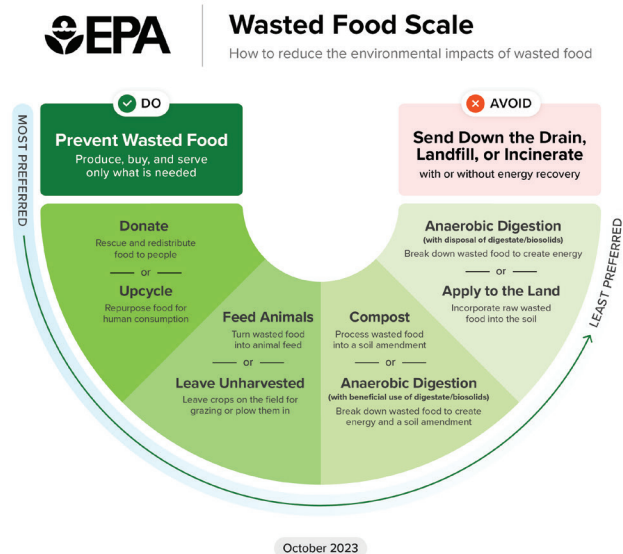 EPA
Wasted Food Scale
How to reduce the environmental impacts of wasted food
DO
Prevent Wasted Food
Produce, buy, and serve
only what is needed
AVOID
Send Down the Drain,
Landfill, or Incinerate
with or without energy recovery
MOST PREFERRED
Donate
Rescue and redistribute
food to people
or
Upcycle
Repurpose food for
human consumption
Feed Animals
Turn wasted food
into animal feed
or
Leave Unharvested
Leave crops on the field for
grazing or plow them in
Compost
Process wasted food
into a soil amendment
or
Anaerobic Digestion
(with beneficial use of digestate/biosolids)
Break down wasted food to create
energy and a soil amendment
Anaerobic Digestion
(with disposal of digestate/biosolids)
Break down wasted food to create energy
or
Apply to the Land
Incorporate raw wasted
food into the soil
LEAST PREFERRED
October 2023